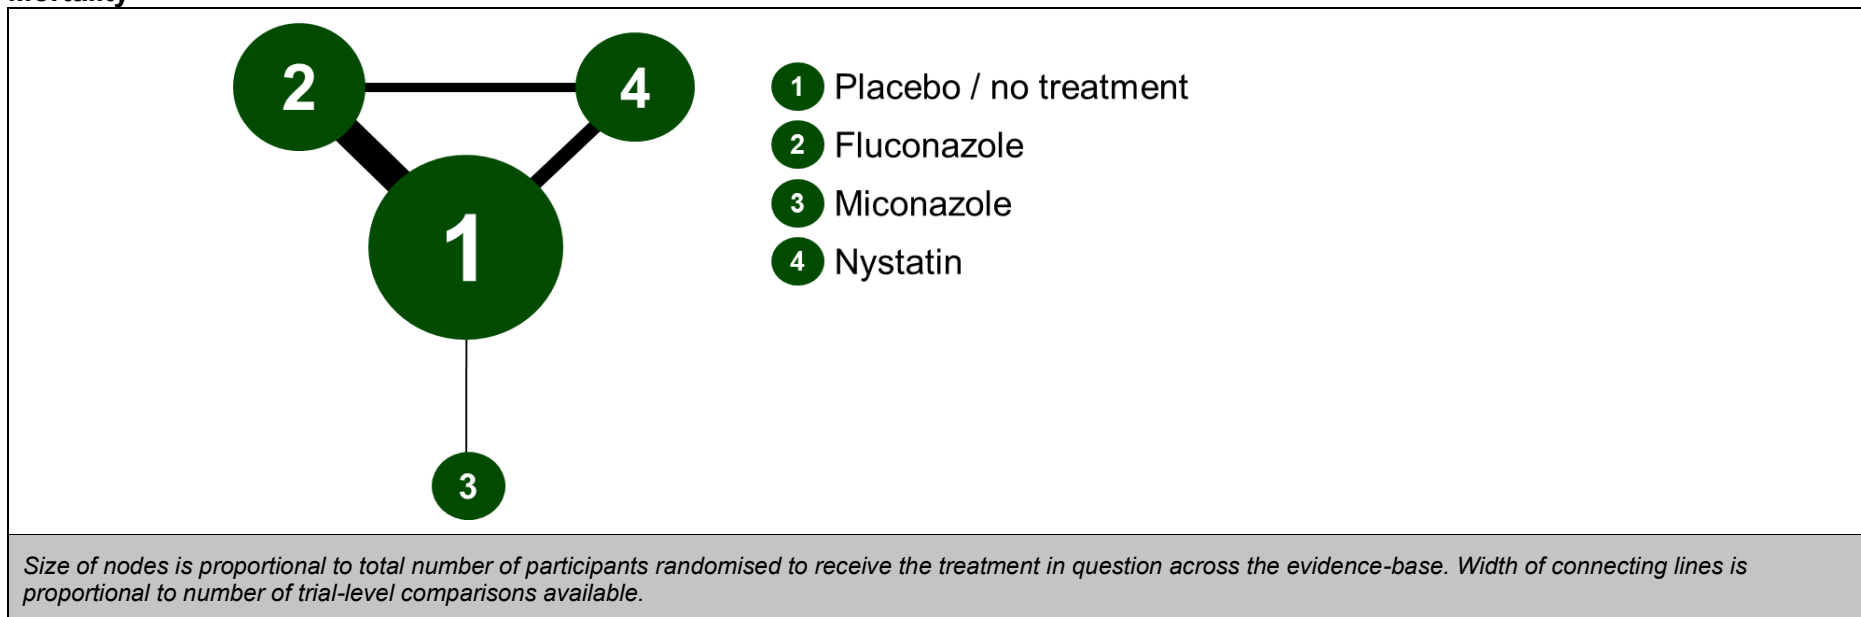 Mortality
2
4
1
3
1 Placebo / no treatment
2 Fluconazole
3 Miconazole
4 Nystatin
Size of nodes is proportional to total number of participants randomised to receive the treatment in question across the evidence-base. Width of connecting lines is
proportional to number of trial-level comparisons available.